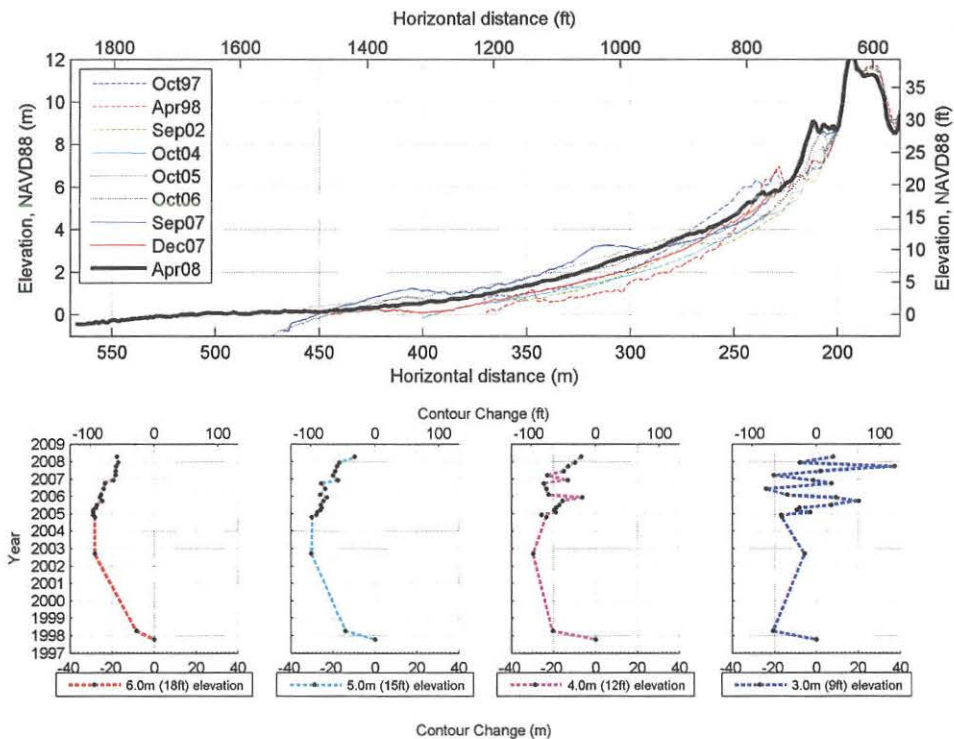 Horizontal distance (ft)
1800 1600 1400 1200 1000 800 600
12 10 8 6 4 2 0
Elevation, NAVD88 (m)
Oct97
Apr98
Sep02
Oct04
Oct05
Oct06
Sep07
Dec07
Apr08
35 30 25 20 15 10 5 0
Elevation, NAVD88 (ft)
550 500 450 400 350 300 250 200
Horizontal distance (m)
Contour Change (ft)
-100 0 100 -100 0 100 -100 0 100 -100 0 100
Year
2009
2008
2007
2006
2005
2004
2003
2002
2001
2000
1999
1998
1997
-40 -20 0 20 40 -20 0 20 40 -20 0 20 40 -20 0 20 40
6.0m (18ft) elevation 5.0m (15ft) elevation 4.0m (12ft) elevation 3.0m (9ft) elevation
Contour Change (m)